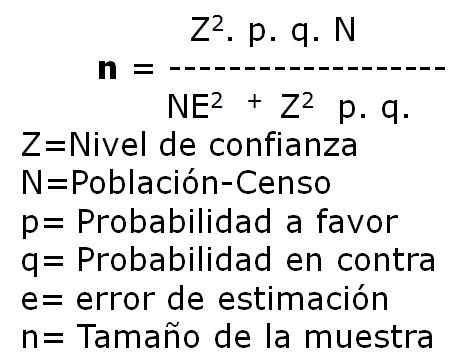 Z². p. q. N
n = -------------------
NE² + Z² p. q.
Z=Nivel de confianza
N=Población-Censo
p= Probabilidad a favor
q= Probabilidad en contra
e= error de estimación
n= Tamaño de la muestra